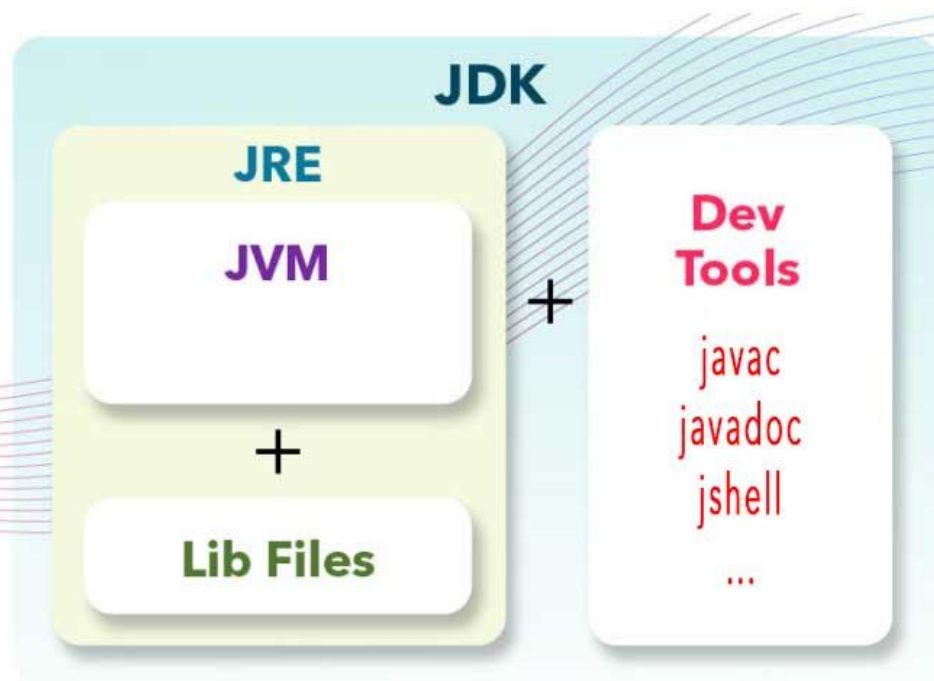 JDK
JRE
JVM
+
Lib Files
+
Dev
Tools
javac
javadoc
jshell
...